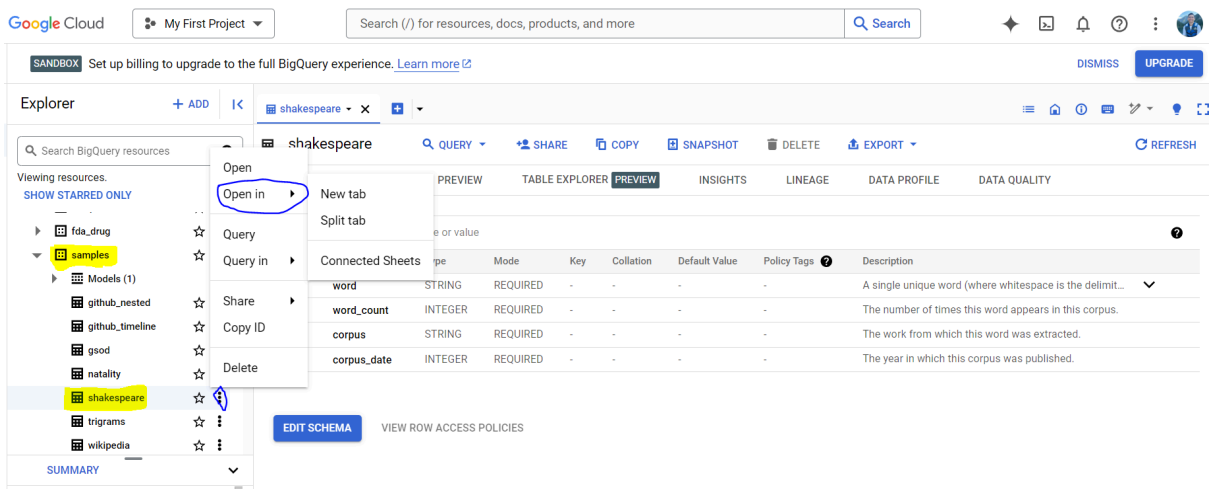 Google Cloud My First Project Search (/) for resources, docs, products, and more Search
SANDBOX Set up billing to upgrade to the full BigQuery experience. Learn more DISMISS UPGRADE
Explorer + ADD shakespeare
Search BigQuery resources
shakespeare QUERY SHARE COPY SNAPSHOT DELETE EXPORT REFRESH
Viewing resources.
SHOW STARRED ONLY
PREVIEW TABLE EXPLORER PREVIEW INSIGHTS LINEAGE DATA PROFILE DATA QUALITY
Open
Open in
Query
Query in
Share
Copy ID
Delete
New tab
Split tab
Connected Sheets
fda_drug
samples
Models (1)
github_nested
github_timeline
gsod
natality
shakespeare
trigrams
wikipedia
SUMMARY
or value
Mode Key Collation Default Value Policy Tags Description
word STRING REQUIRED - - - - A single unique word (where whitespace is the delimit...
word_count INTEGER REQUIRED - - - - The number of times this word appears in this corpus.
corpus STRING REQUIRED - - - - The work from which this word was extracted.
corpus_date INTEGER REQUIRED - - - - The year in which this corpus was published.
EDIT SCHEMA VIEW ROW ACCESS POLICIES